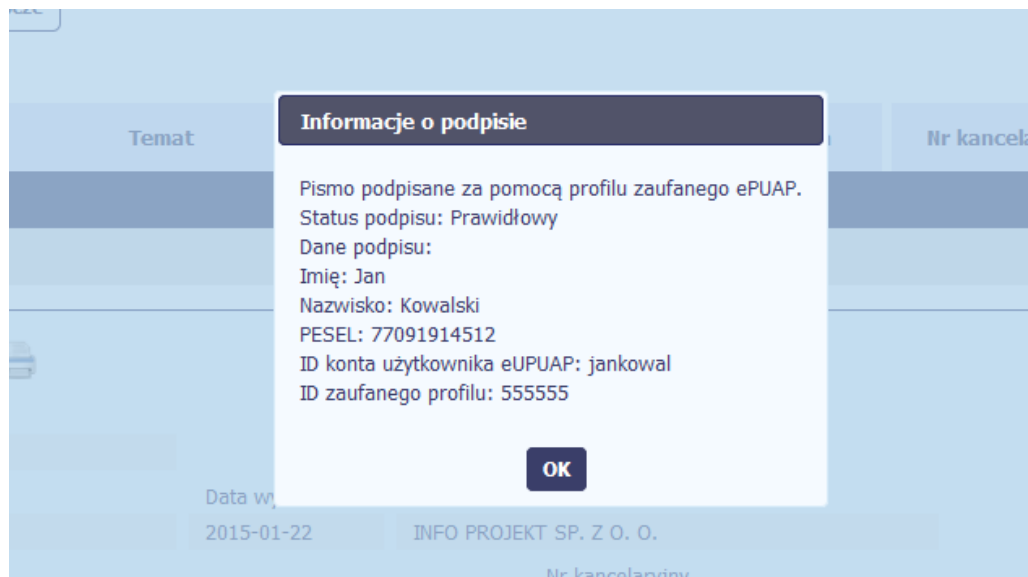 Temat
Nr
Informacje o podpisie
Pismo podpisane za pomocą profilu zaufanego ePUAP.
Status podpisu: Prawidłowy
Dane podpisu:
Imię: Jan
Nazwisko: Kowalski
PESEL: 77091914512
ID konta użytkownika eUPUAP: jankowal
ID zaufanego profilu: 555555
OK
Data
2015-01-22 INFO PROJEKT SP. Z O. O.
Nr kancelaryjny